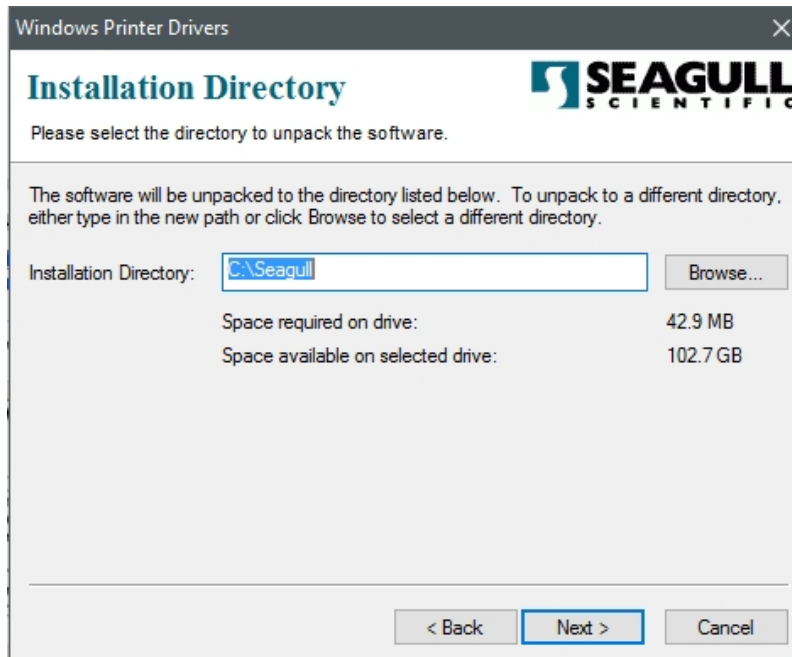 Windows Printer Drivers
Installation Directory
SEAGULL
SCIENTIFIC
Please select the directory to unpack the software.
The software will be unpacked to the directory listed below. To unpack to a different directory,
either type in the new path or click Browse to select a different directory.
Installation Directory: C:\Seagull Browse...
Space required on drive: 42.9 MB
Space available on selected drive: 102.7 GB
< Back Next > Cancel